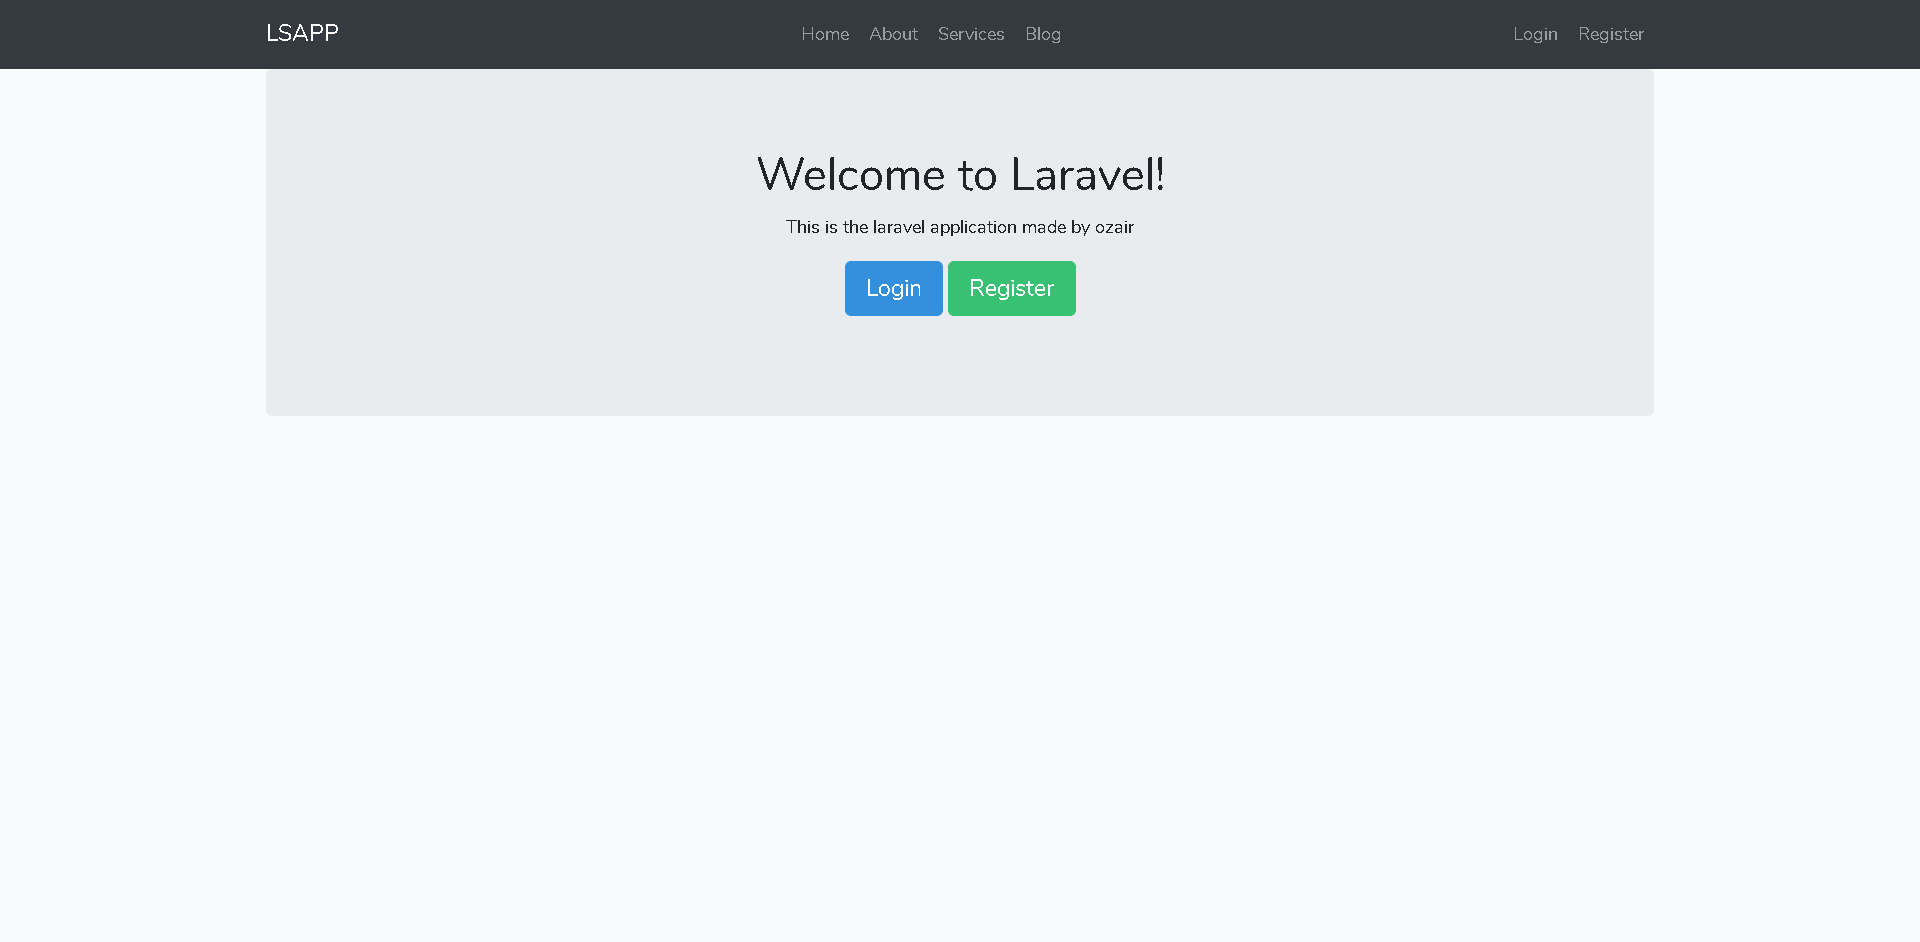 LSAPP Home About Services Blog Login Register
Welcome to Laravel!
This is the laravel application made by ozair
Login Register